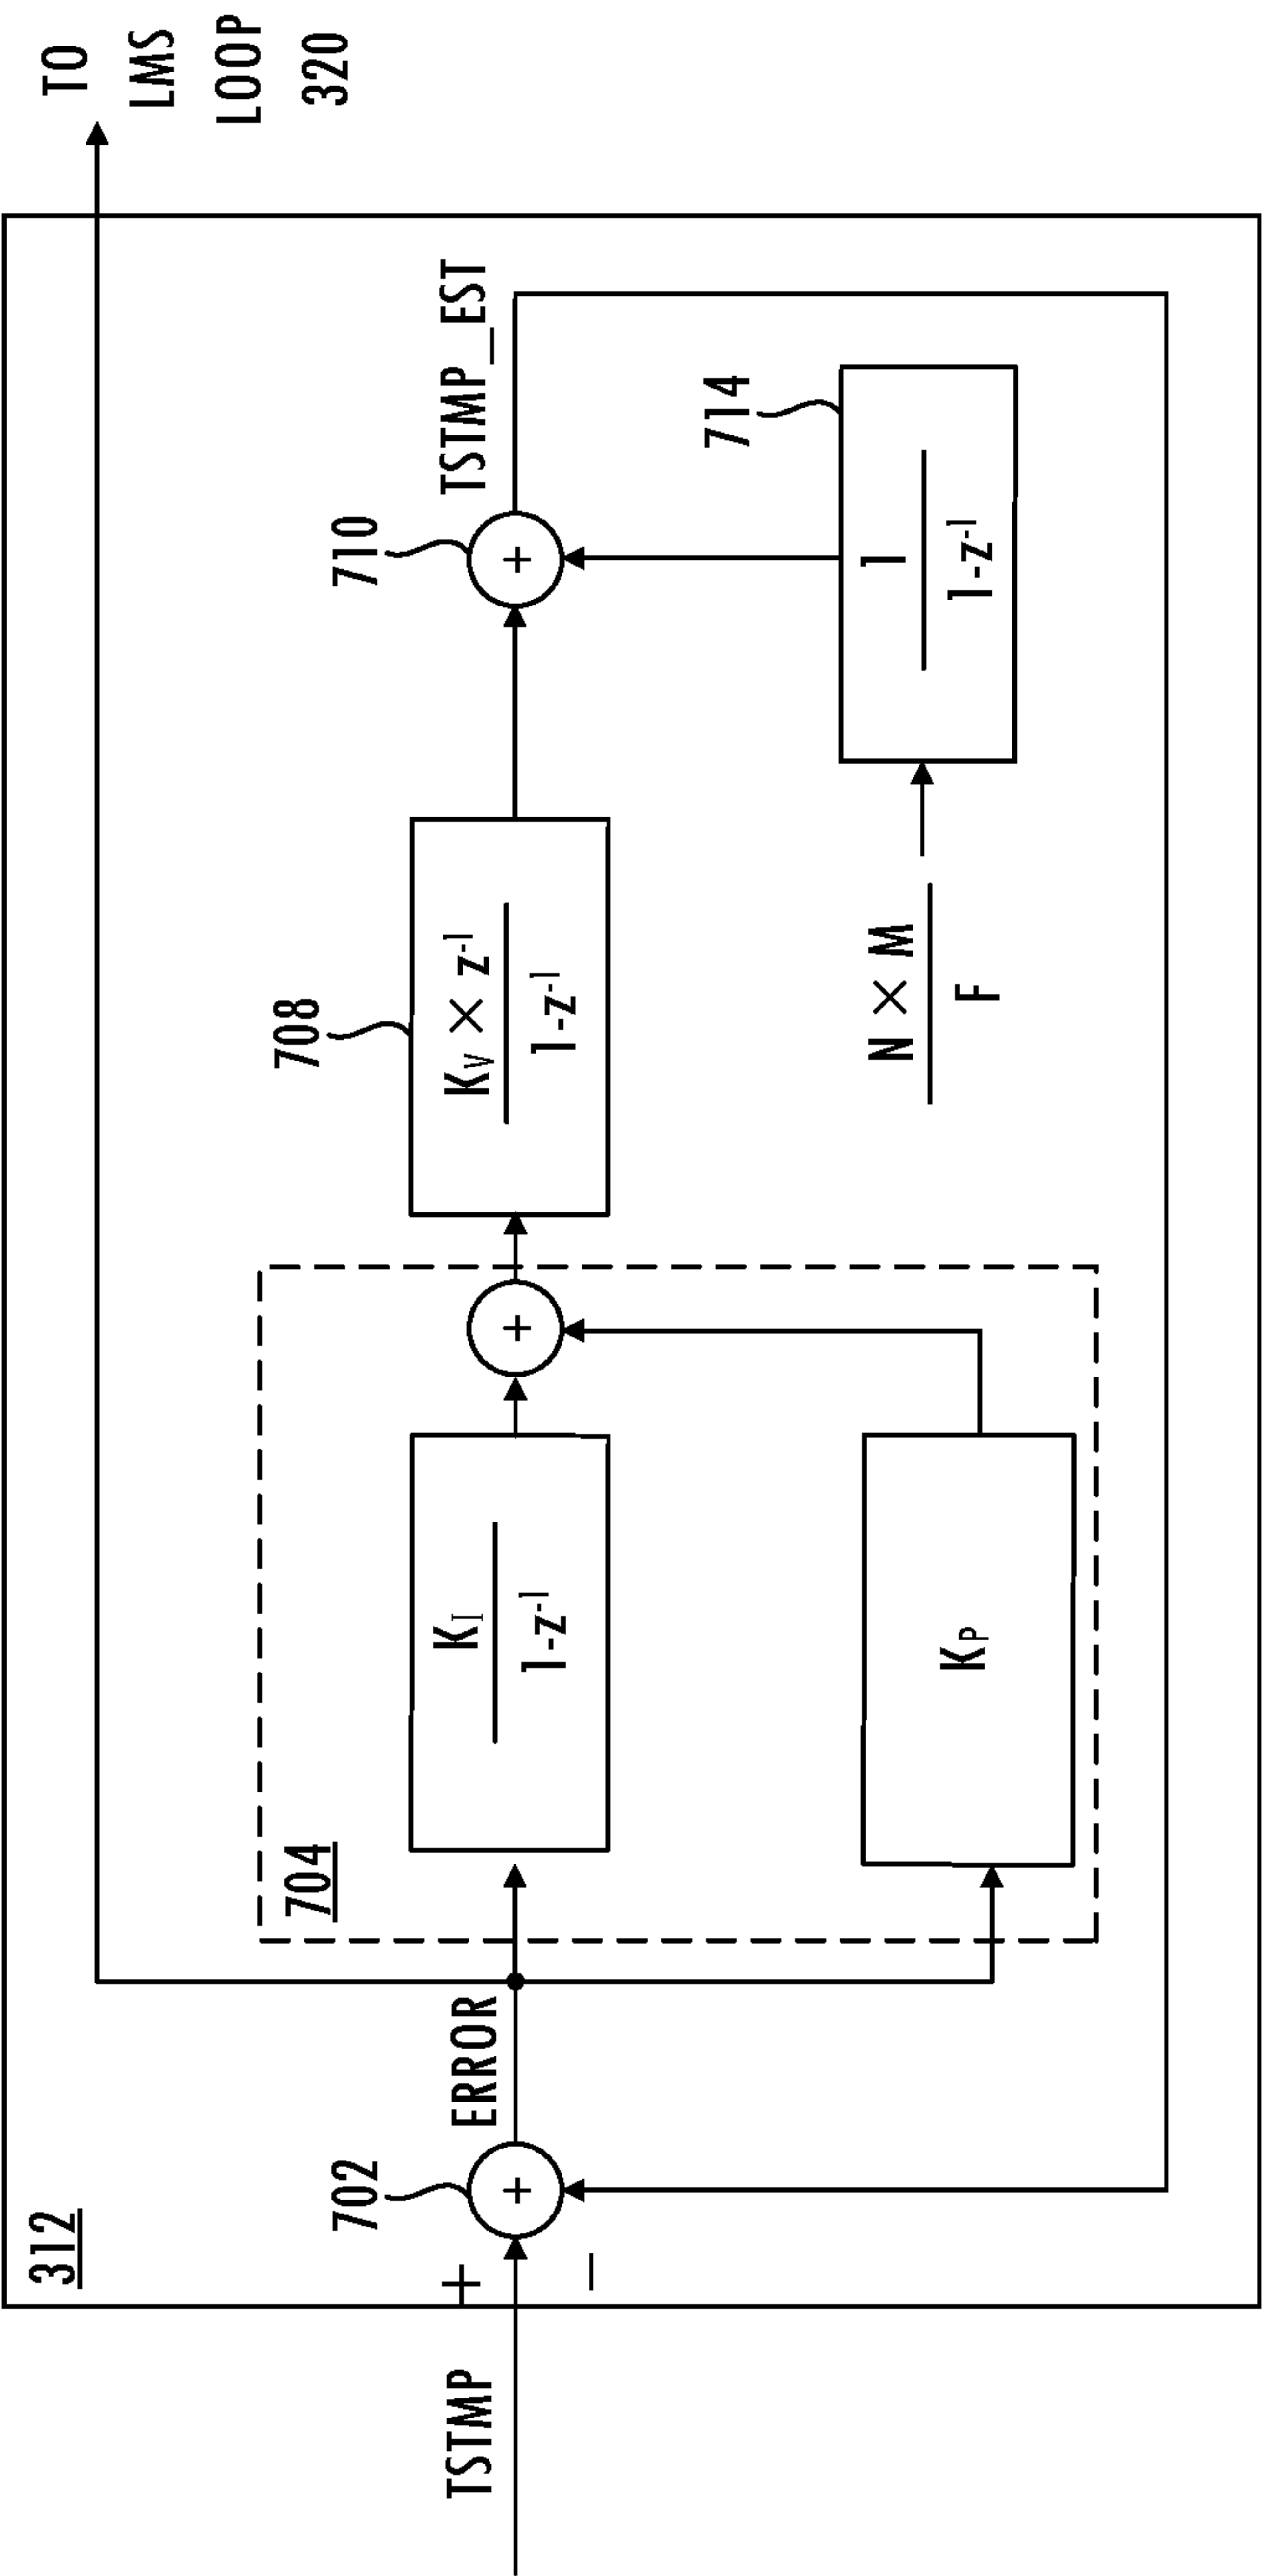 312
TO
LMS
LOOP
320
TSTMP
+
−
702
+
ERROR
704
K_I
1-z⁻¹
K_P
+
708
K_V × z⁻¹
1-z⁻¹
710
+
TSTMP_EST
714
1
1-z⁻¹
N × M
F